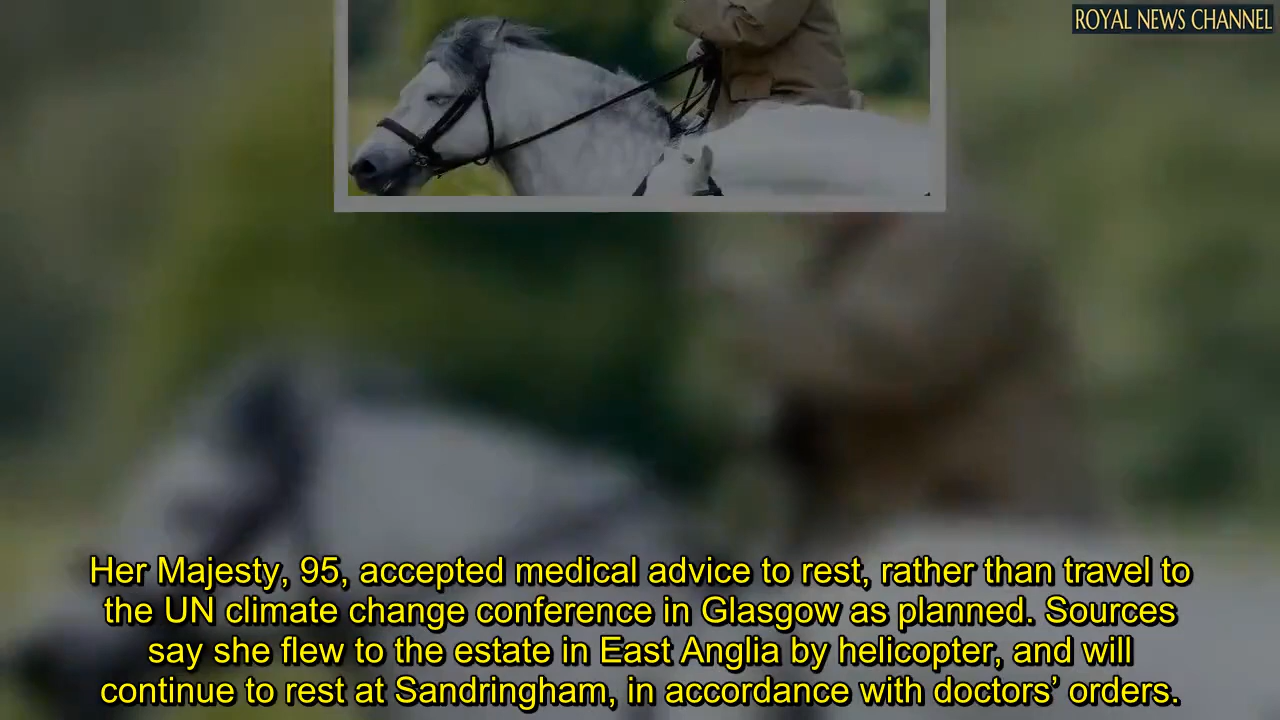 ROYAL NEWS CHANNEL
Her Majesty, 95, accepted medical advice to rest, rather than travel to
the UN climate change conference in Glasgow as planned. Sources
say she flew to the estate in East Anglia by helicopter, and will
continue to rest at Sandringham, in accordance with doctors’ orders.